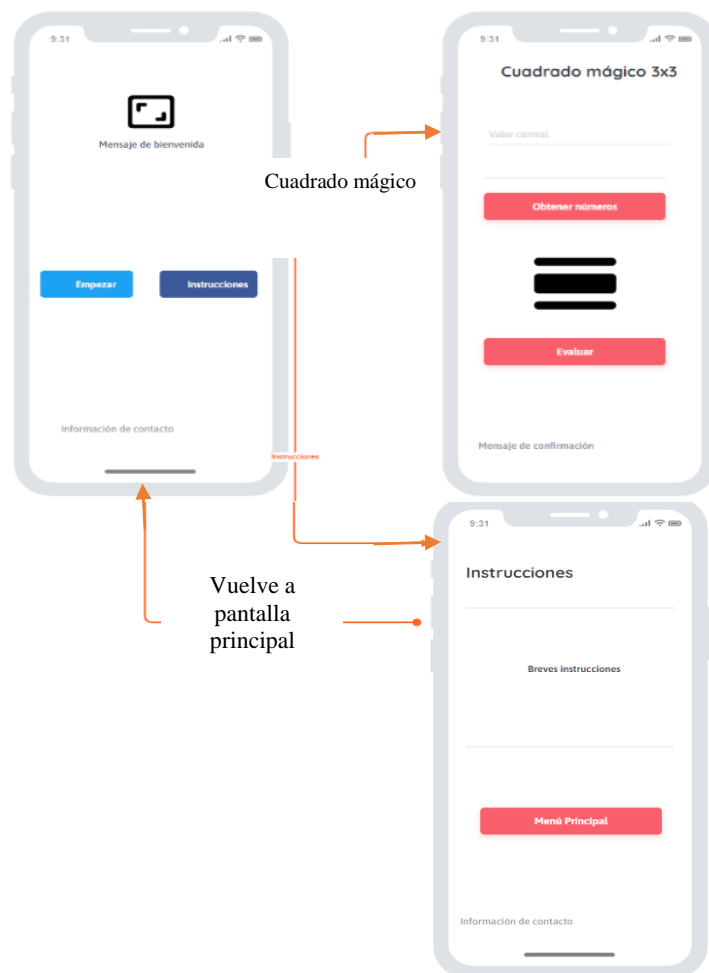 9:31
Mensaje de bienvenida
Empezar
Instrucciones
Información de contacto
Cuadrado mágico
9:31
Cuadrado mágico 3x3
Valor central
Obtener números
Evaluar
Mensaje de confirmación
Instrucciones
Vuelve a
pantalla
principal
9:31
Instrucciones
Breves instrucciones
Menú Principal
Información de contacto